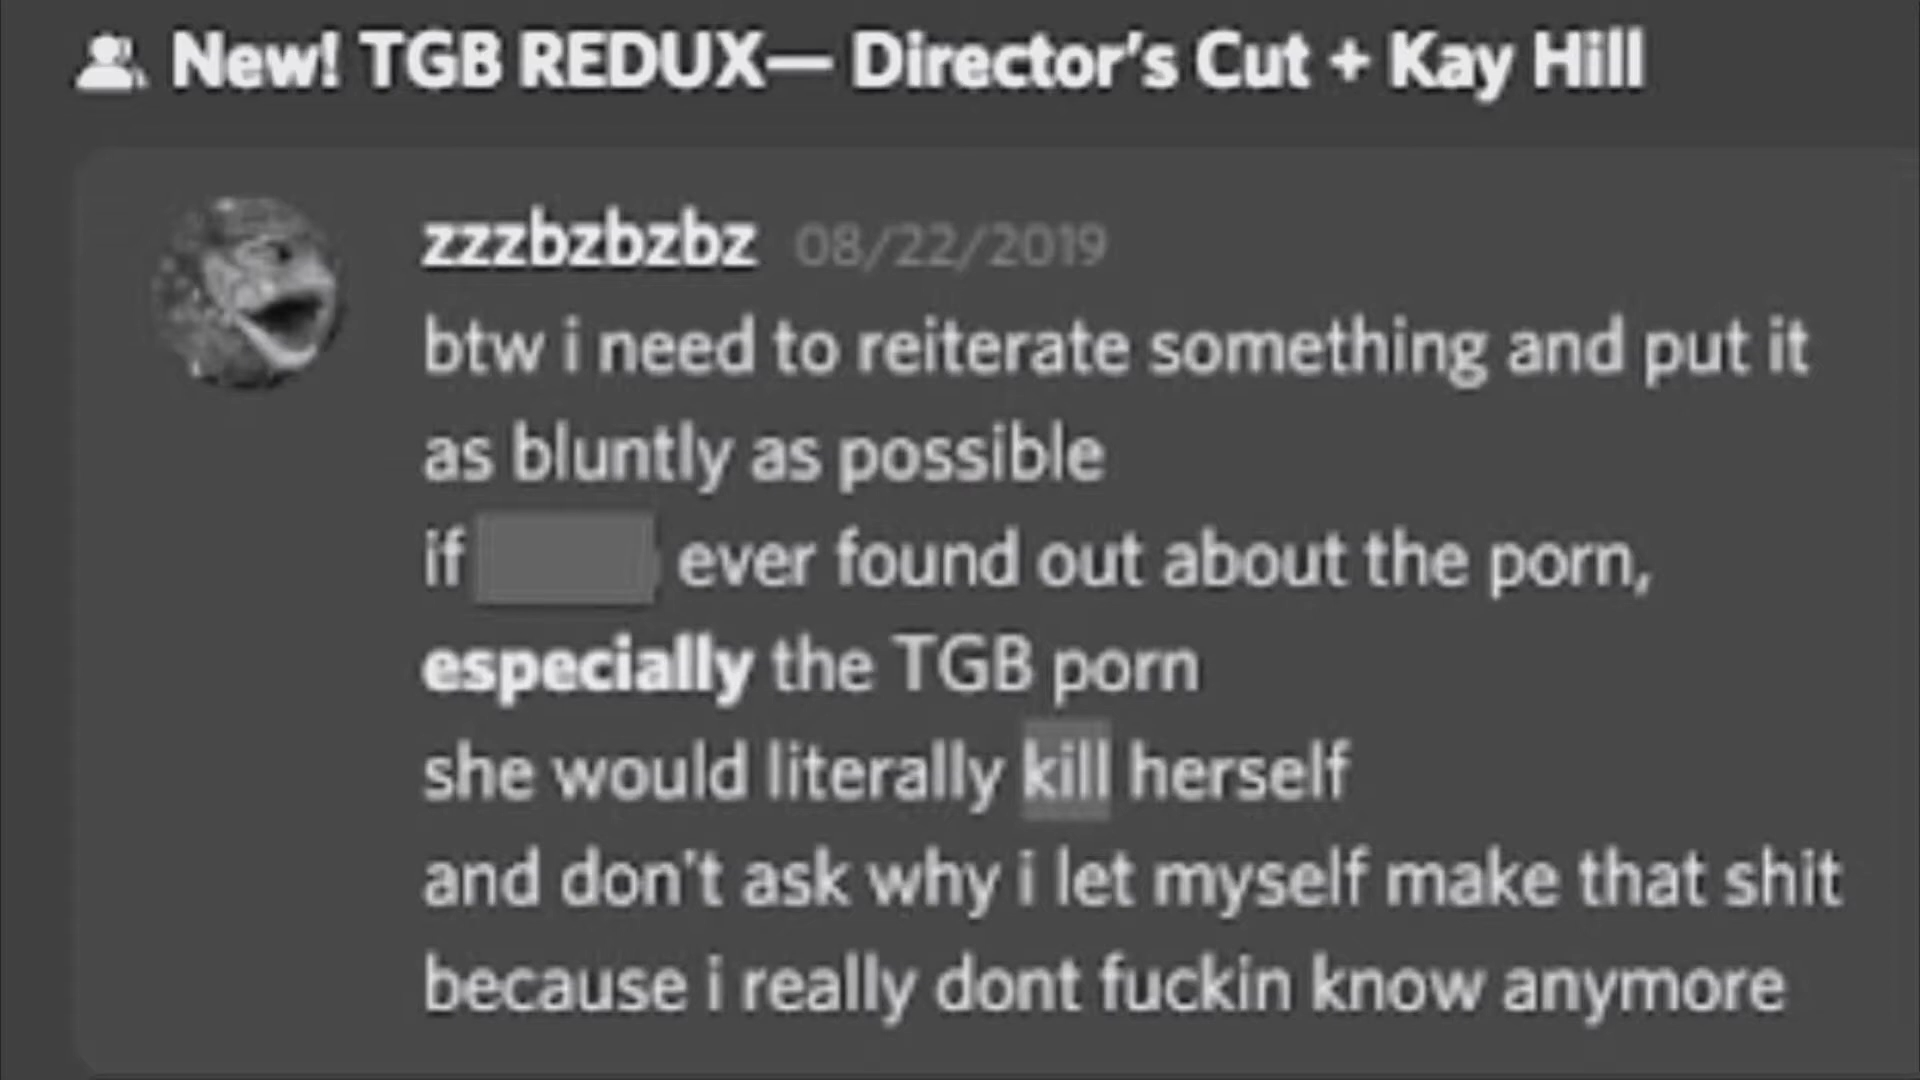 New! TGB REDUX— Director's Cut + Kay Hill
zzzbzbzbz 08/22/2019
btw i need to reiterate something and put it
as bluntly as possible
if ever found out about the porn,
especially the TGB porn
she would literally kill herself
and don't ask why i let myself make that shit
because i really dont fuckin know anymore